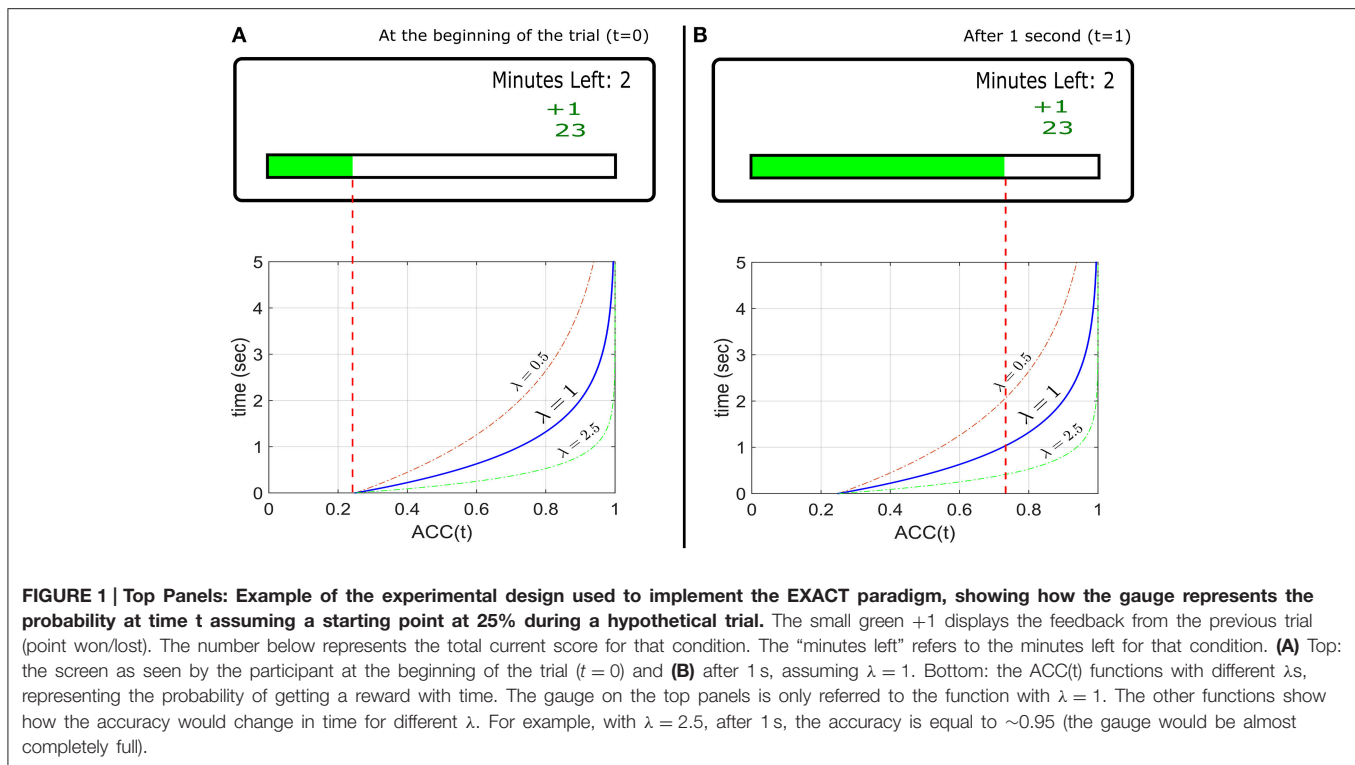 A
At the beginning of the trial (t=0)
Minutes Left: 2
+1
23
5
4
3
2
1
0
time (sec)
λ = 0.5
λ = 1
λ = 2.5
0
0.2
0.4
0.6
0.8
1
ACC(t)
B
After 1 second (t=1)
Minutes Left: 2
+1
23
5
4
3
2
1
0
time (sec)
λ = 0.5
λ = 1
λ = 2.5
0
0.2
0.4
0.6
0.8
1
ACC(t)
FIGURE 1 | Top Panels: Example of the experimental design used to implement the EXACT paradigm, showing how the gauge represents the
probability at time t assuming a starting point at 25% during a hypothetical trial. The small green +1 displays the feedback from the previous trial
(point won/lost). The number below represents the total current score for that condition. The “minutes left” refers to the minutes left for that condition. (A) Top:
the screen as seen by the participant at the beginning of the trial (t = 0) and (B) after 1 s, assuming λ = 1. Bottom: the ACC(t) functions with different λs,
representing the probability of getting a reward with time. The gauge on the top panels is only referred to the function with λ = 1. The other functions show
how the accuracy would change in time for different λ. For example, with λ = 2.5, after 1 s, the accuracy is equal to ∼0.95 (the gauge would be almost
completely full).